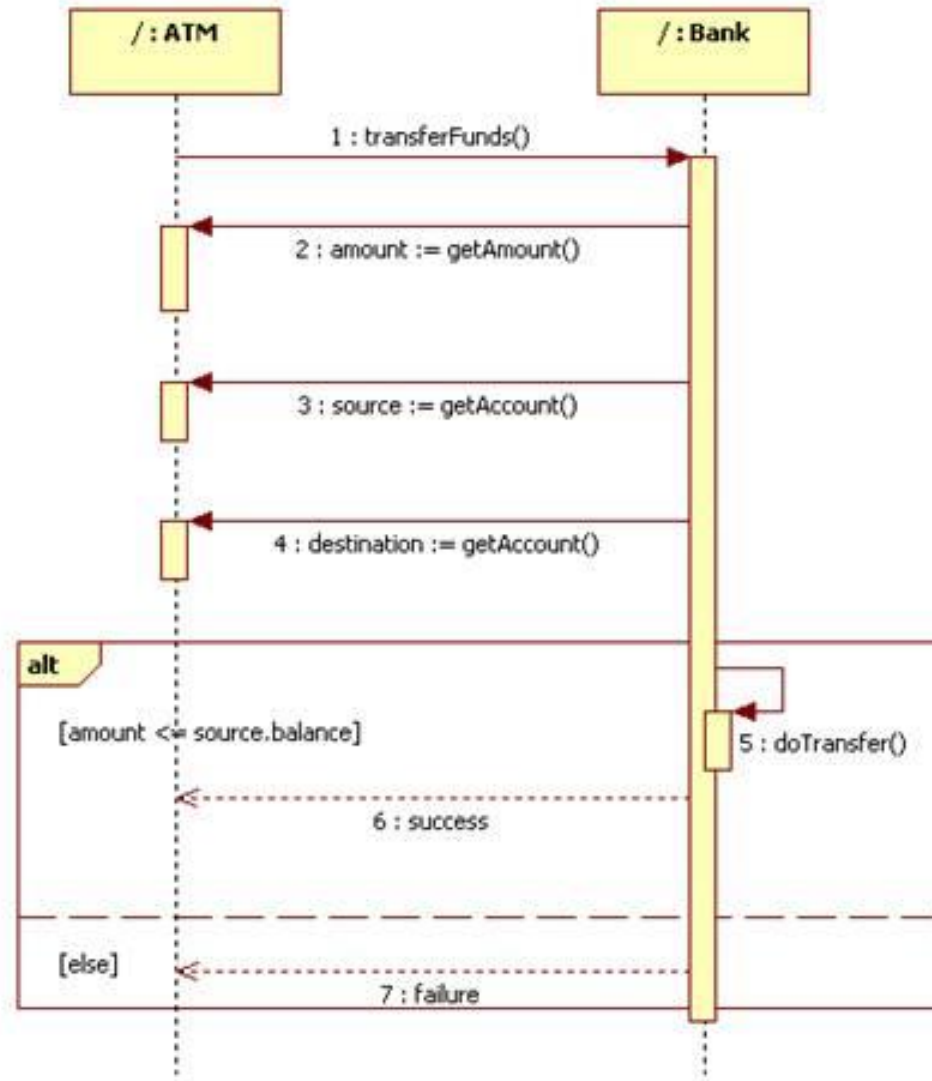 / : ATM
/ : Bank
1 : transferFunds()
2 : amount := getAmount()
3 : source := getAccount()
4 : destination := getAccount()
alt
[amount <= source.balance]
5 : doTransfer()
6 : success
[else]
7 : failure